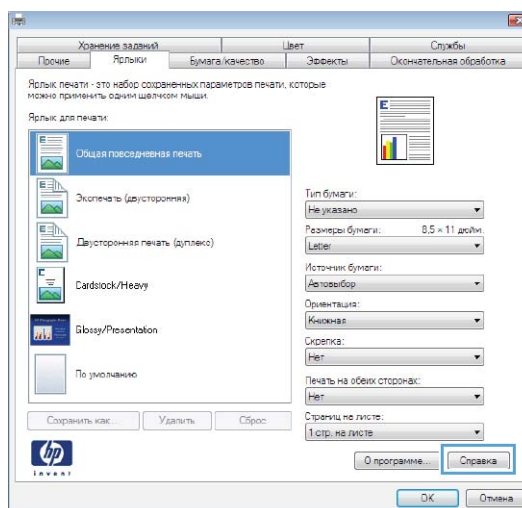 Хранение заданий Цвет Службы
Прочие Ярлыки Бумага/качество Эффекты Окончательная обработка
Ярлык печати - это набор сохраненных параметров печати, которые
можно применить одним щелчком мыши.
Ярлык для печати:
Общая повседневная печать
Экопечать (двусторонняя)
Двусторонняя печать (дуплекс)
Cardstock/Heavy
Glossy/Presentation
По умолчанию
Сохранить как... Удалить Сброс
Тип бумаги:
Не указано
Размеры бумаги: 8,5 × 11 дюйм.
Letter
Источник бумаги:
Автовыбор
Ориентация:
Книжная
Скрепка:
Нет
Печать на обеих сторонах:
Нет
Страниц на листе:
1 стр. на листе
hp
invent
О программе... Справка
OK Отмена